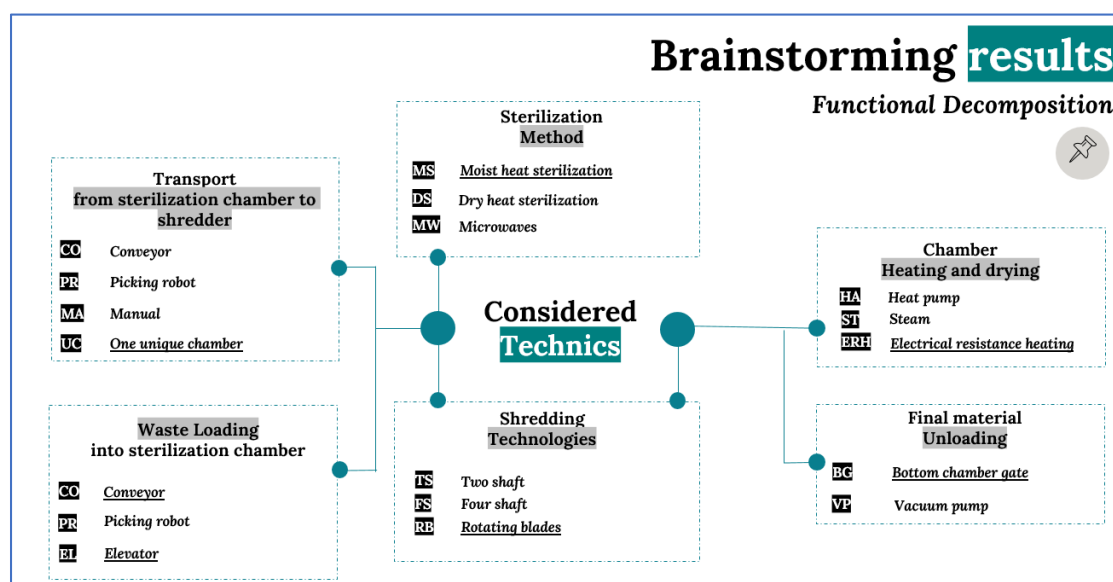 Brainstorming results
Functional Decomposition
Sterilization
Method
MS Moist heat sterilization
DS Dry heat sterilization
MW Microwaves
Transport
from sterilization chamber to
shredder
CO Conveyor
PR Picking robot
MA Manual
UC One unique chamber
Considered
Technics
Chamber
Heating and drying
HA Heat pump
ST Steam
ERH Electrical resistance heating
Waste Loading
into sterilization chamber
CO Conveyor
PR Picking robot
EL Elevator
Shredding
Technologies
TS Two shaft
FS Four shaft
RB Rotating blades
Final material
Unloading
BG Bottom chamber gate
VP Vacuum pump